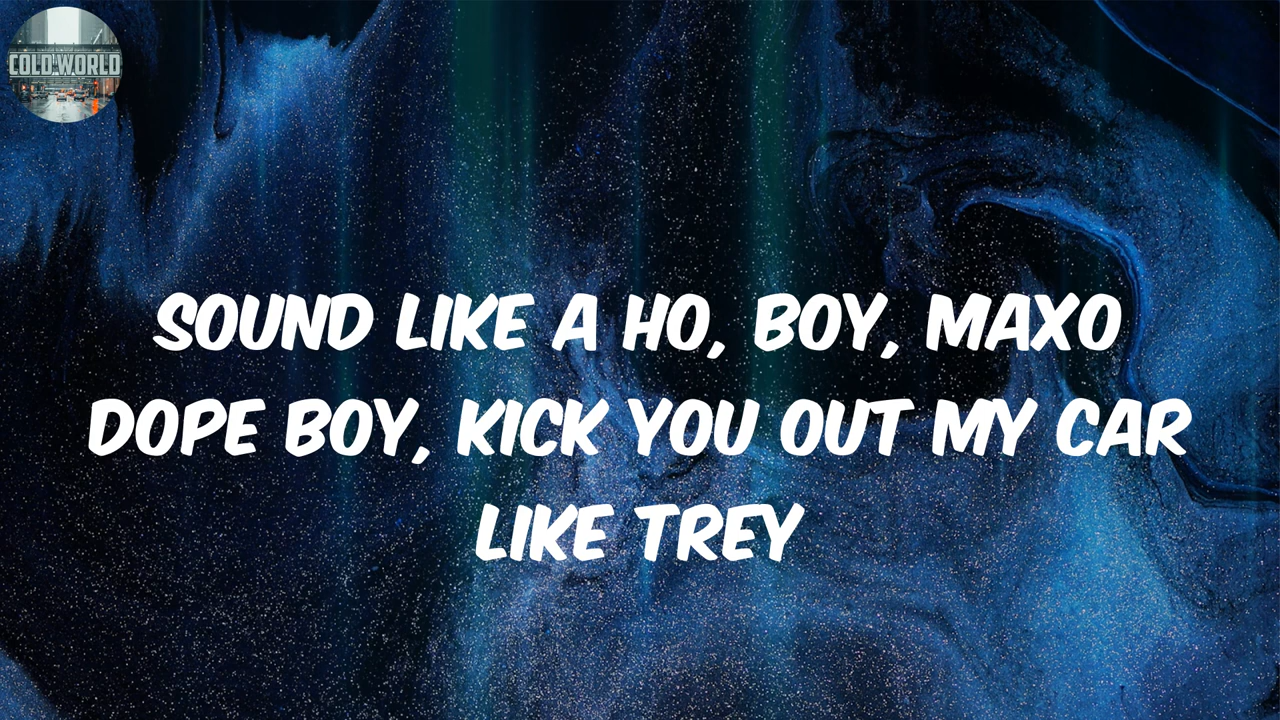 COLD WORLD
SOUND LIKE A HO, BOY, MAXO
DOPE BOY, KICK YOU OUT MY CAR
LIKE TREY